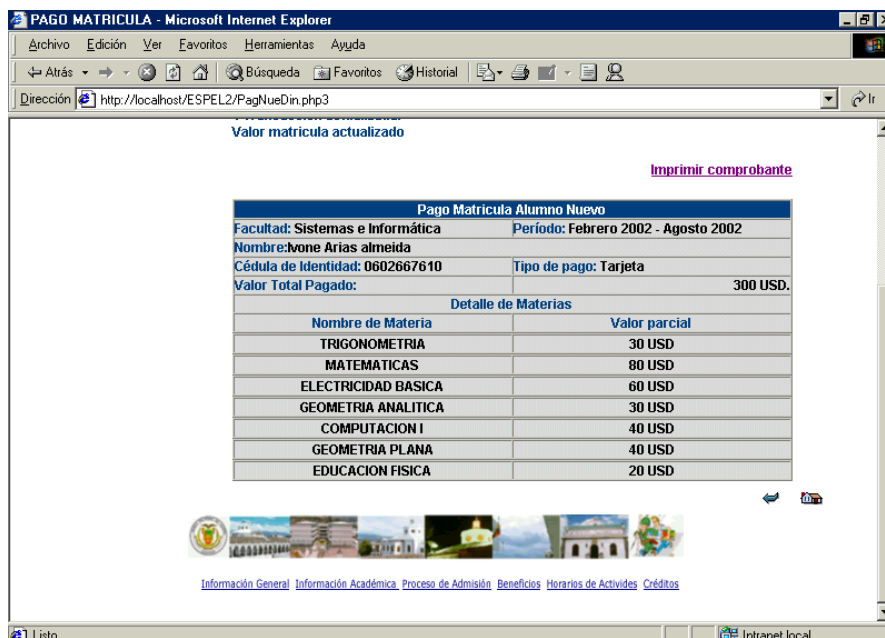 PAGO MATRICULA - Microsoft Internet Explorer
Archivo Edición Ver Favoritos Herramientas Ayuda
Atrás Búsqueda Favoritos Historial
Dirección http://localhost/ESPEL2/PagNueDin.php3 Ir
Valor matricula actualizado
Imprimir comprobante
Pago Matricula Alumno Nuevo
Facultad: Sistemas e Informática Período: Febrero 2002 - Agosto 2002
Nombre:Ivone Arias almeida
Cédula de Identidad: 0602667610 Tipo de pago: Tarjeta
Valor Total Pagado: 300 USD.
Detalle de Materias
Nombre de Materia Valor parcial
TRIGONOMETRIA 30 USD
MATEMATICAS 80 USD
ELECTRICIDAD BASICA 60 USD
GEOMETRIA ANALITICA 30 USD
COMPUTACION I 40 USD
GEOMETRIA PLANA 40 USD
EDUCACION FISICA 20 USD
Información General Información Académica Proceso de Admisión Beneficios Horarios de Activides Créditos
Listo Intranet local